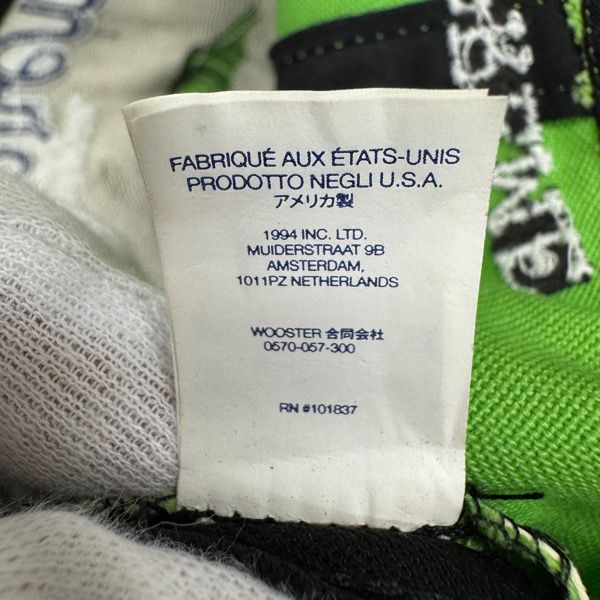 FABRIQUÉ AUX ÉTATS-UNIS
PRODOTTO NEGLI U.S.A.
アメリカ製
1994 INC. LTD.
MUIDERSTRAAT 9B
AMSTERDAM,
1011PZ NETHERLANDS
WOOSTER 合同会社
0570-057-300
RN #101837